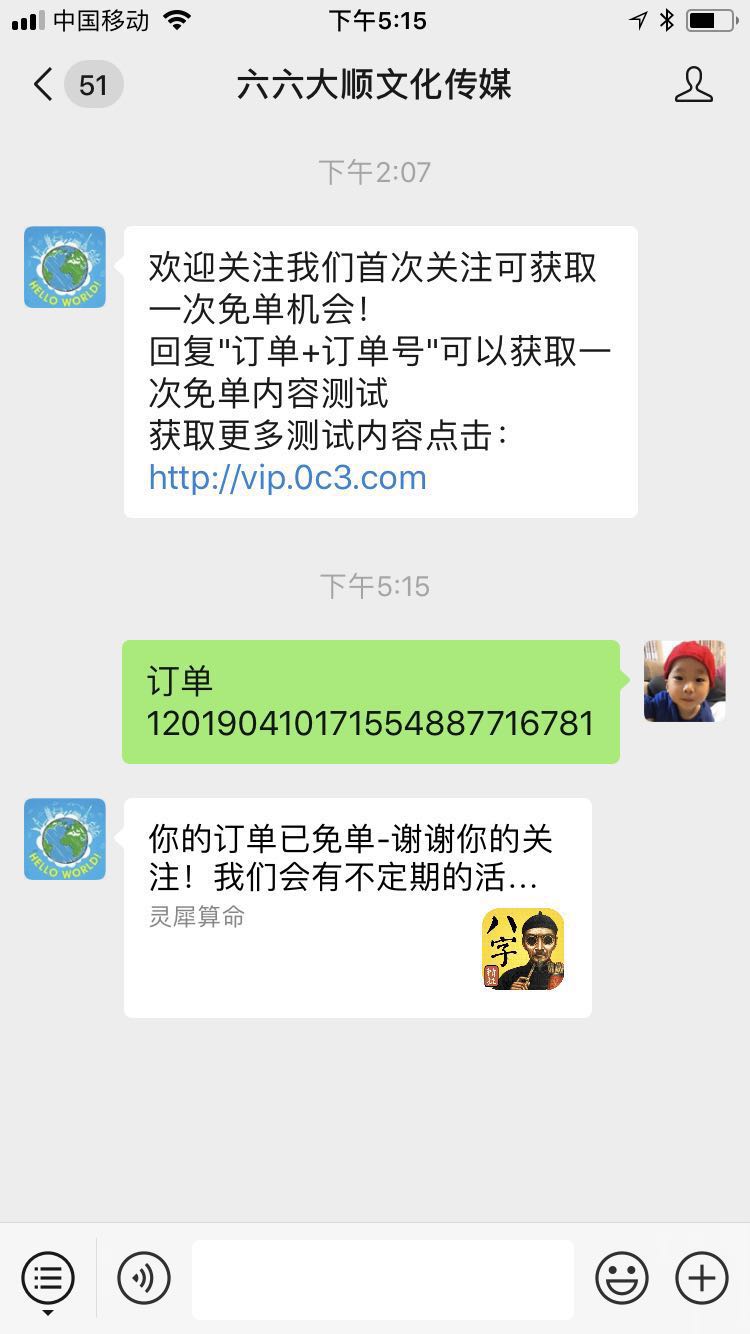 中国移动
下午5:15
51
六六大顺文化传媒
下午2:07
欢迎关注我们首次关注可获取
一次免单机会！
回复"订单+订单号"可以获取一
次免单内容测试
获取更多测试内容点击：
http://vip.0c3.com
HELLO WORLD!
下午5:15
订单
120190410171554887716781
HELLO WORLD!
你的订单已免单-谢谢你的关
注！我们会有不定期的活...
灵犀算命
八字